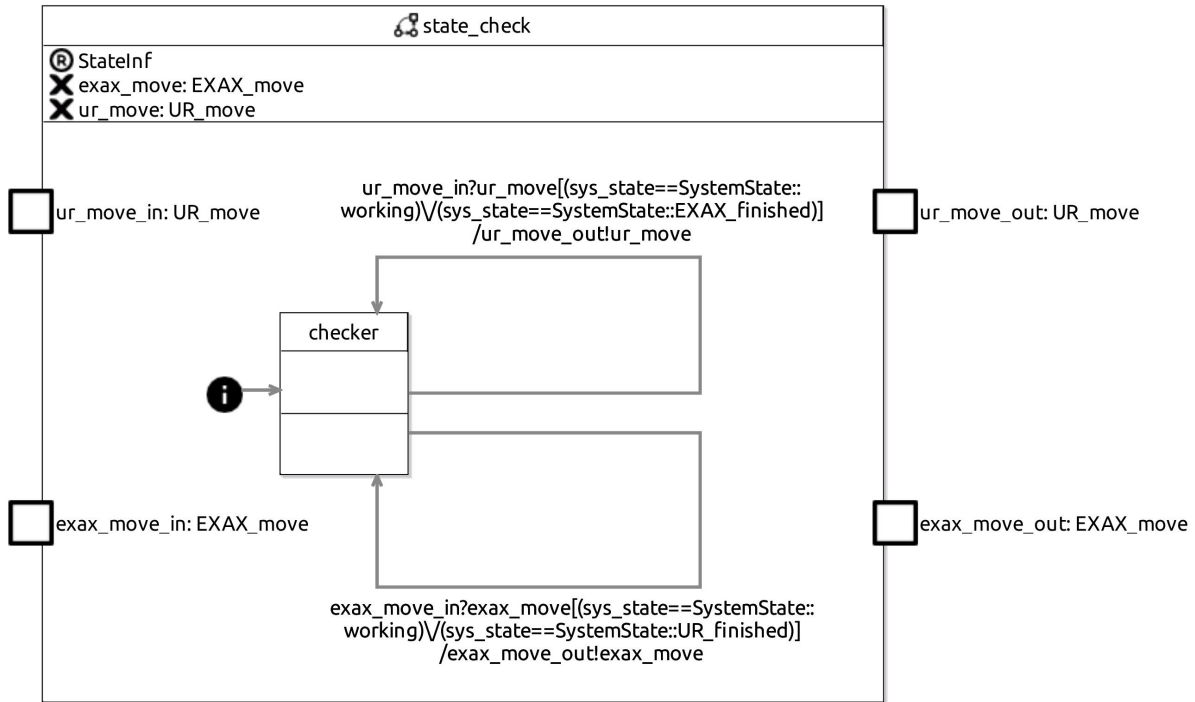 state_check
R StateInf
exax_move: EXAX_move
ur_move: UR_move
ur_move_in?ur_move[(sys_state==SystemState::
working)\/(sys_state==SystemState::EXAX_finished)]
/ur_move_out!ur_move
ur_move_in: UR_move
ur_move_out: UR_move
checker
i
exax_move_in: EXAX_move
exax_move_out: EXAX_move
exax_move_in?exax_move[(sys_state==SystemState::
working)\/(sys_state==SystemState::UR_finished)]
/exax_move_out!exax_move